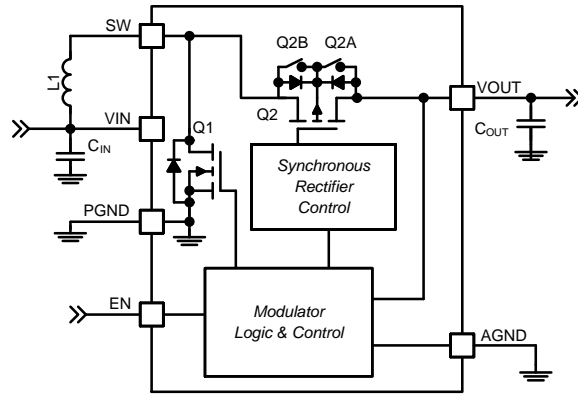 SW
Q2B Q2A
L1
Q2
VOUT
VIN
Q1
CIN
COUT
Synchronous
Rectifier
Control
PGND
EN
Modulator
Logic & Control
AGND